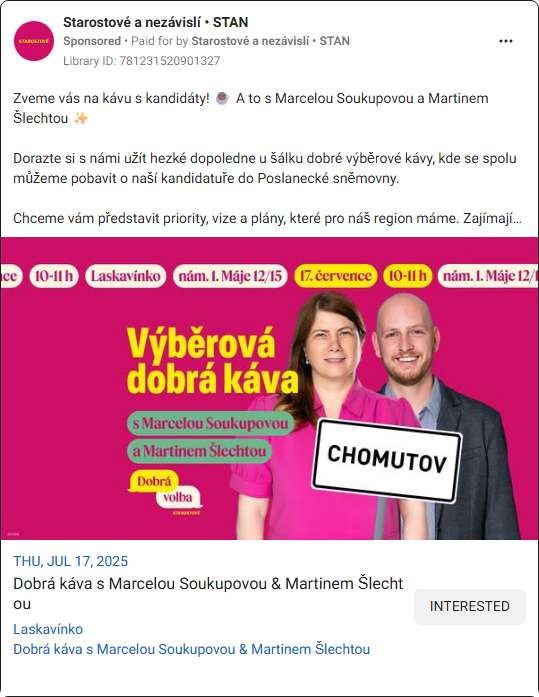 Starostové a nezávislí • STAN
Sponsored • Paid for by Starostové a nezávislí • STAN
Library ID: 781231520901327
STAROSTOVÉ
Zveme vás na kávu s kandidáty! ☕ A to s Marcelou Soukupovou a Martinem
Šlechtou ✨
Dorazte si s námi užít hezké dopoledne u šálku dobré výběrové kávy, kde se spolu
můžeme pobavit o naší kandidatuře do Poslanecké sněmovny.
Chceme vám představit priority, vize a plány, které pro náš region máme. Zajímají...
nce 10-11 h Laskavínko nám. 1. Máje 12/15 17. července 10-11 h nám. 1. Máje 12/1
Výběrová
dobrá káva
s Marcelou Soukupovou
a Martinem Šlechtou
Dobrá
volba
STAROSTOVÉ
CHOMUTOV
THU, JUL 17, 2025
Dobrá káva s Marcelou Soukupovou & Martinem Šlecht
ou
INTERESTED
Laskavínko
Dobrá káva s Marcelou Soukupovou & Martinem Šlechtou